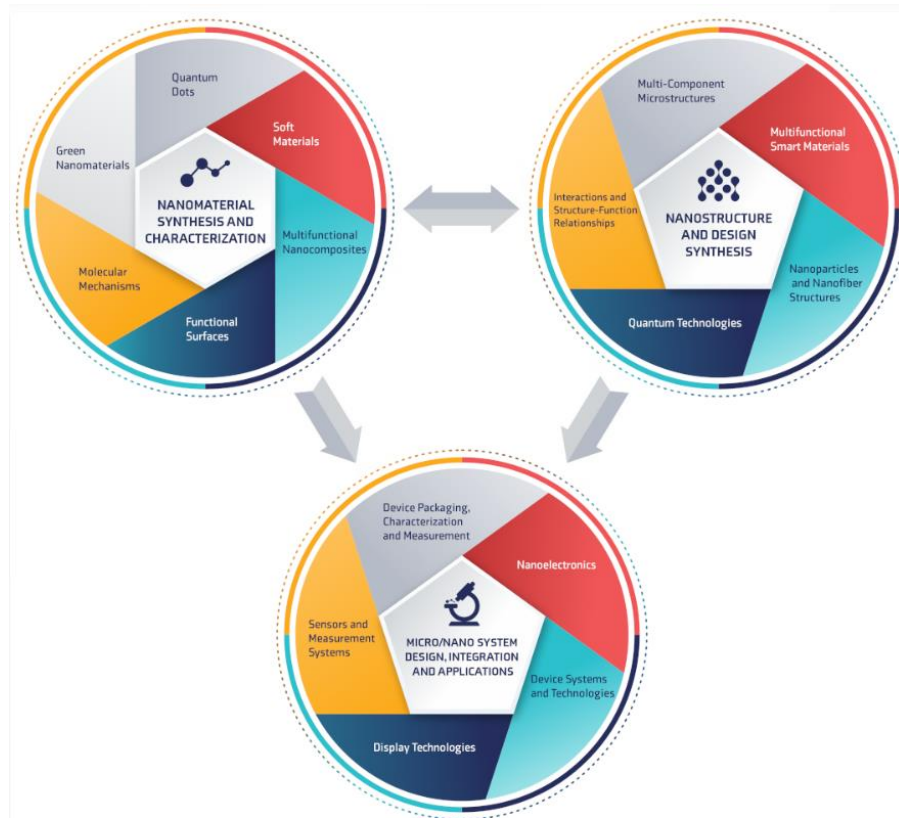 Quantum
Dots
Soft
Materials
Green
Nanomaterials
NANOMATERIAL
SYNTHESIS AND
CHARACTERIZATION
Multifunctional
Nanocomposites
Molecular
Mechanisms
Functional
Surfaces
Multi-Component
Microstructures
Multifunctional
Smart Materials
Interactions and
Structure-Function
Relationships
NANOSTRUCTURE
AND DESIGN
SYNTHESIS
Nanoparticles
and Nanofiber
Structures
Quantum Technologies
Device Packaging,
Characterization
and Measurement
Nanoelectronics
Sensors and
Measurement
Systems
MICRO/NANO SYSTEM
DESIGN, INTEGRATION
AND APPLICATIONS
Device Systems
and Technologies
Display Technologies